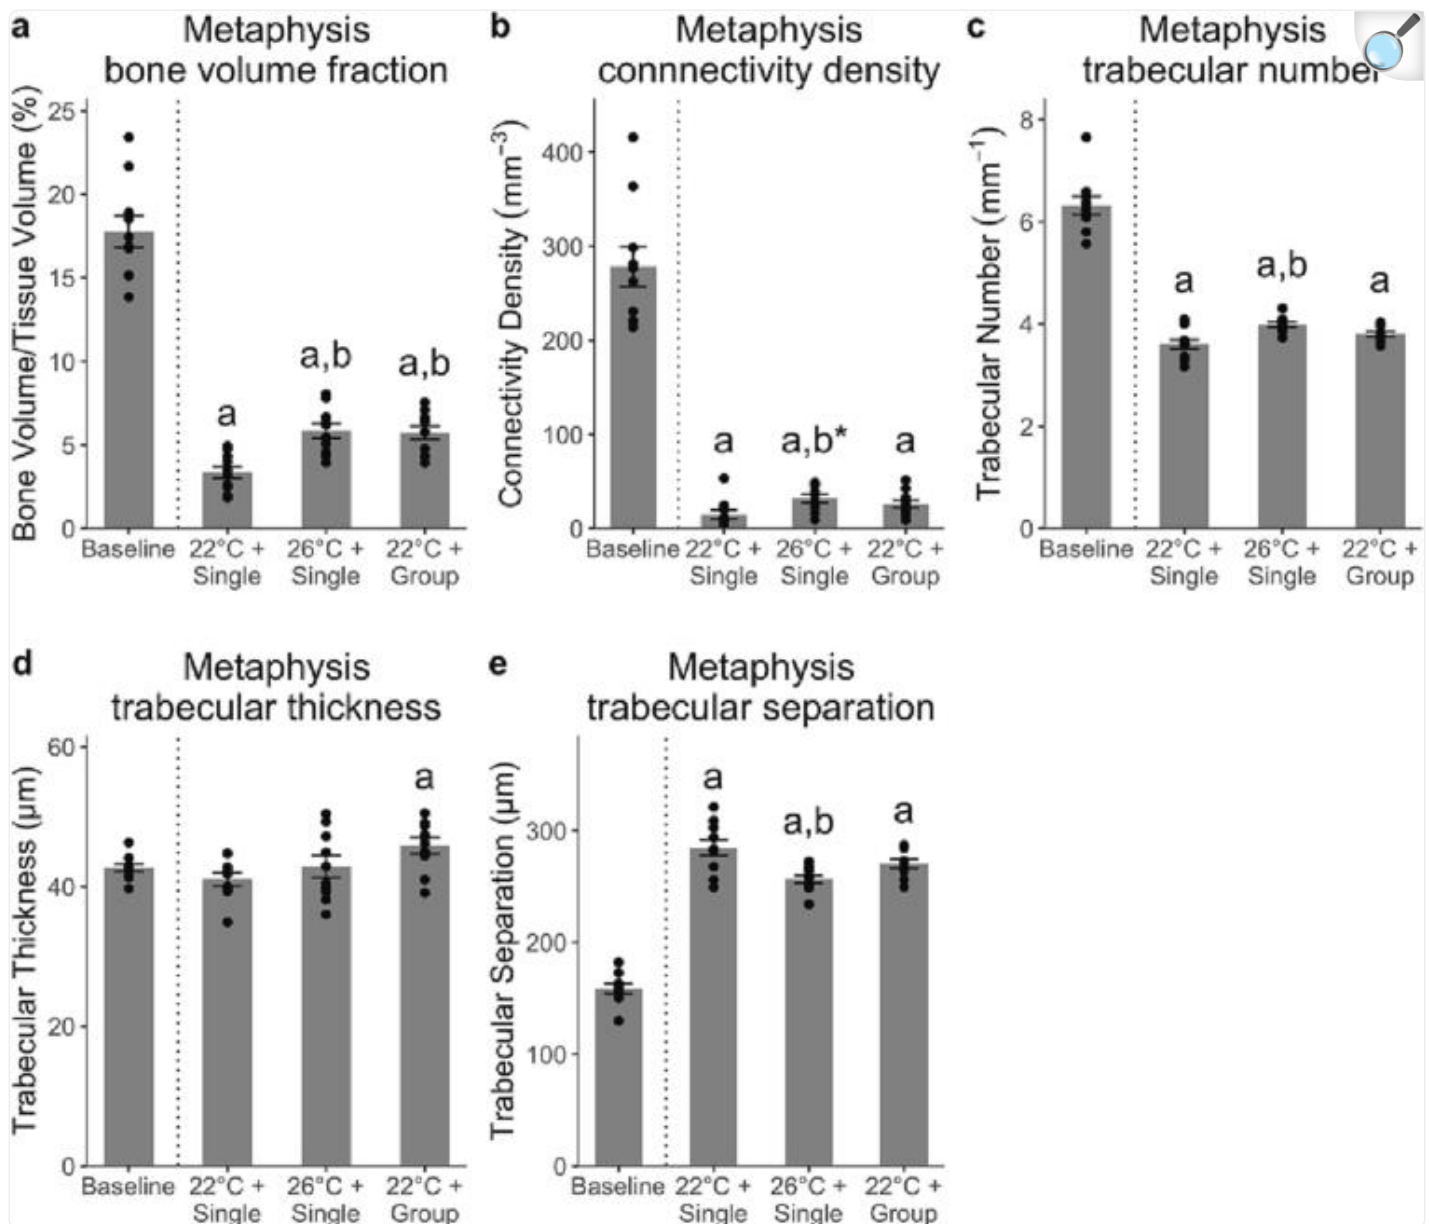 a
Metaphysis
bone volume fraction
Bone Volume/Tissue Volume (%)
25
20
15
10
5
0
a
a,b
a,b
Baseline
22°C +
Single
26°C +
Single
22°C +
Group
b
Metaphysis
connnectivity density
Connectivity Density (mm⁻³)
400
300
200
100
0
a
a,b*
a
Baseline
22°C +
Single
26°C +
Single
22°C +
Group
c
Metaphysis
trabecular number
Trabecular Number (mm⁻¹)
8
6
4
2
0
a
a,b
a
Baseline
22°C +
Single
26°C +
Single
22°C +
Group
d
Metaphysis
trabecular thickness
Trabecular Thickness (μm)
60
40
20
0
a
Baseline
22°C +
Single
26°C +
Single
22°C +
Group
e
Metaphysis
trabecular separation
Trabecular Separation (μm)
300
200
100
0
a
a,b
a
Baseline
22°C +
Single
26°C +
Single
22°C +
Group